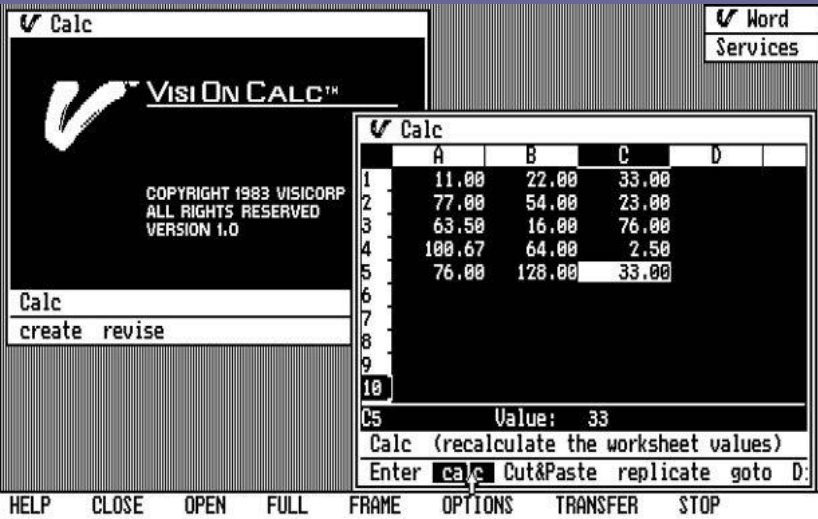 Calc
VISI ON CALC™
COPYRIGHT 1983 VISICORP
ALL RIGHTS RESERVED
VERSION 1.0
Calc
create revise
Word
Services
Calc
A B C D
1 11.00 22.00 33.00
2 77.00 54.00 23.00
3 63.50 16.00 76.00
4 100.67 64.00 2.50
5 76.00 128.00 33.00
6
7
8
9
10
C5 Value: 33
Calc (recalculate the worksheet values)
Enter calc Cut&Paste replicate goto D:
HELP CLOSE OPEN FULL FRAME OPTIONS TRANSFER STOP